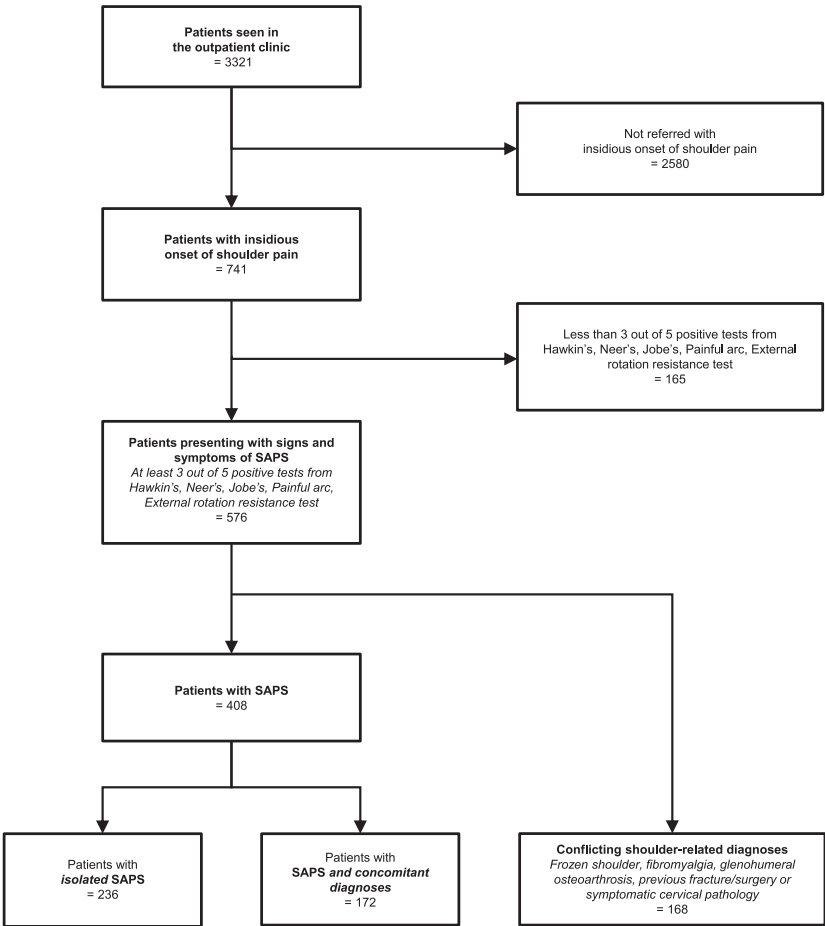 Patients seen in
the outpatient clinic
= 3321
Not referred with
insidious onset of shoulder pain
= 2580
Patients with insidious
onset of shoulder pain
= 741
Less than 3 out of 5 positive tests from
Hawkin's, Neer's, Jobe's, Painful arc, External
rotation resistance test
= 165
Patients presenting with signs and
symptoms of SAPS
At least 3 out of 5 positive tests from
Hawkin's, Neer's, Jobe's, Painful arc,
External rotation resistance test
= 576
Patients with SAPS
= 408
Patients with
isolated SAPS
= 236
Patients with
SAPS and concomitant
diagnoses
= 172
Conflicting shoulder-related diagnoses
Frozen shoulder, fibromyalgia, glenohumeral
osteoarthrosis, previous fracture/surgery or
symptomatic cervical pathology
= 168